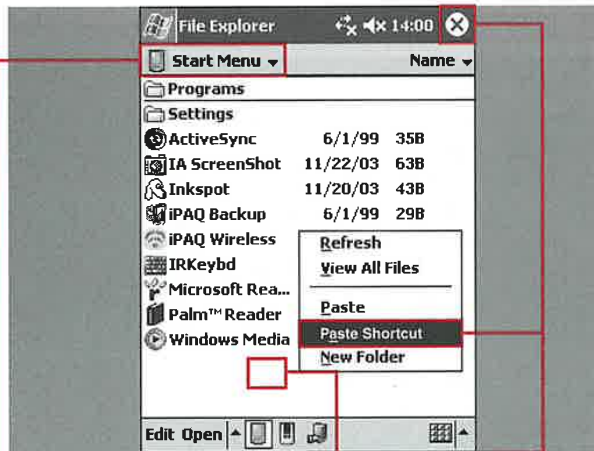 File Explorer 14:00
Start Menu Name
Programs
Settings
ActiveSync 6/1/99 35B
IA ScreenShot 11/22/03 63B
Inkspot 11/20/03 43B
iPAQ Backup 6/1/99 29B
iPAQ Wireless
IRKeybd
Microsoft Rea...
Palm™ Reader
Windows Media
Refresh
View All Files
Paste
Paste Shortcut
New Folder
Edit Open